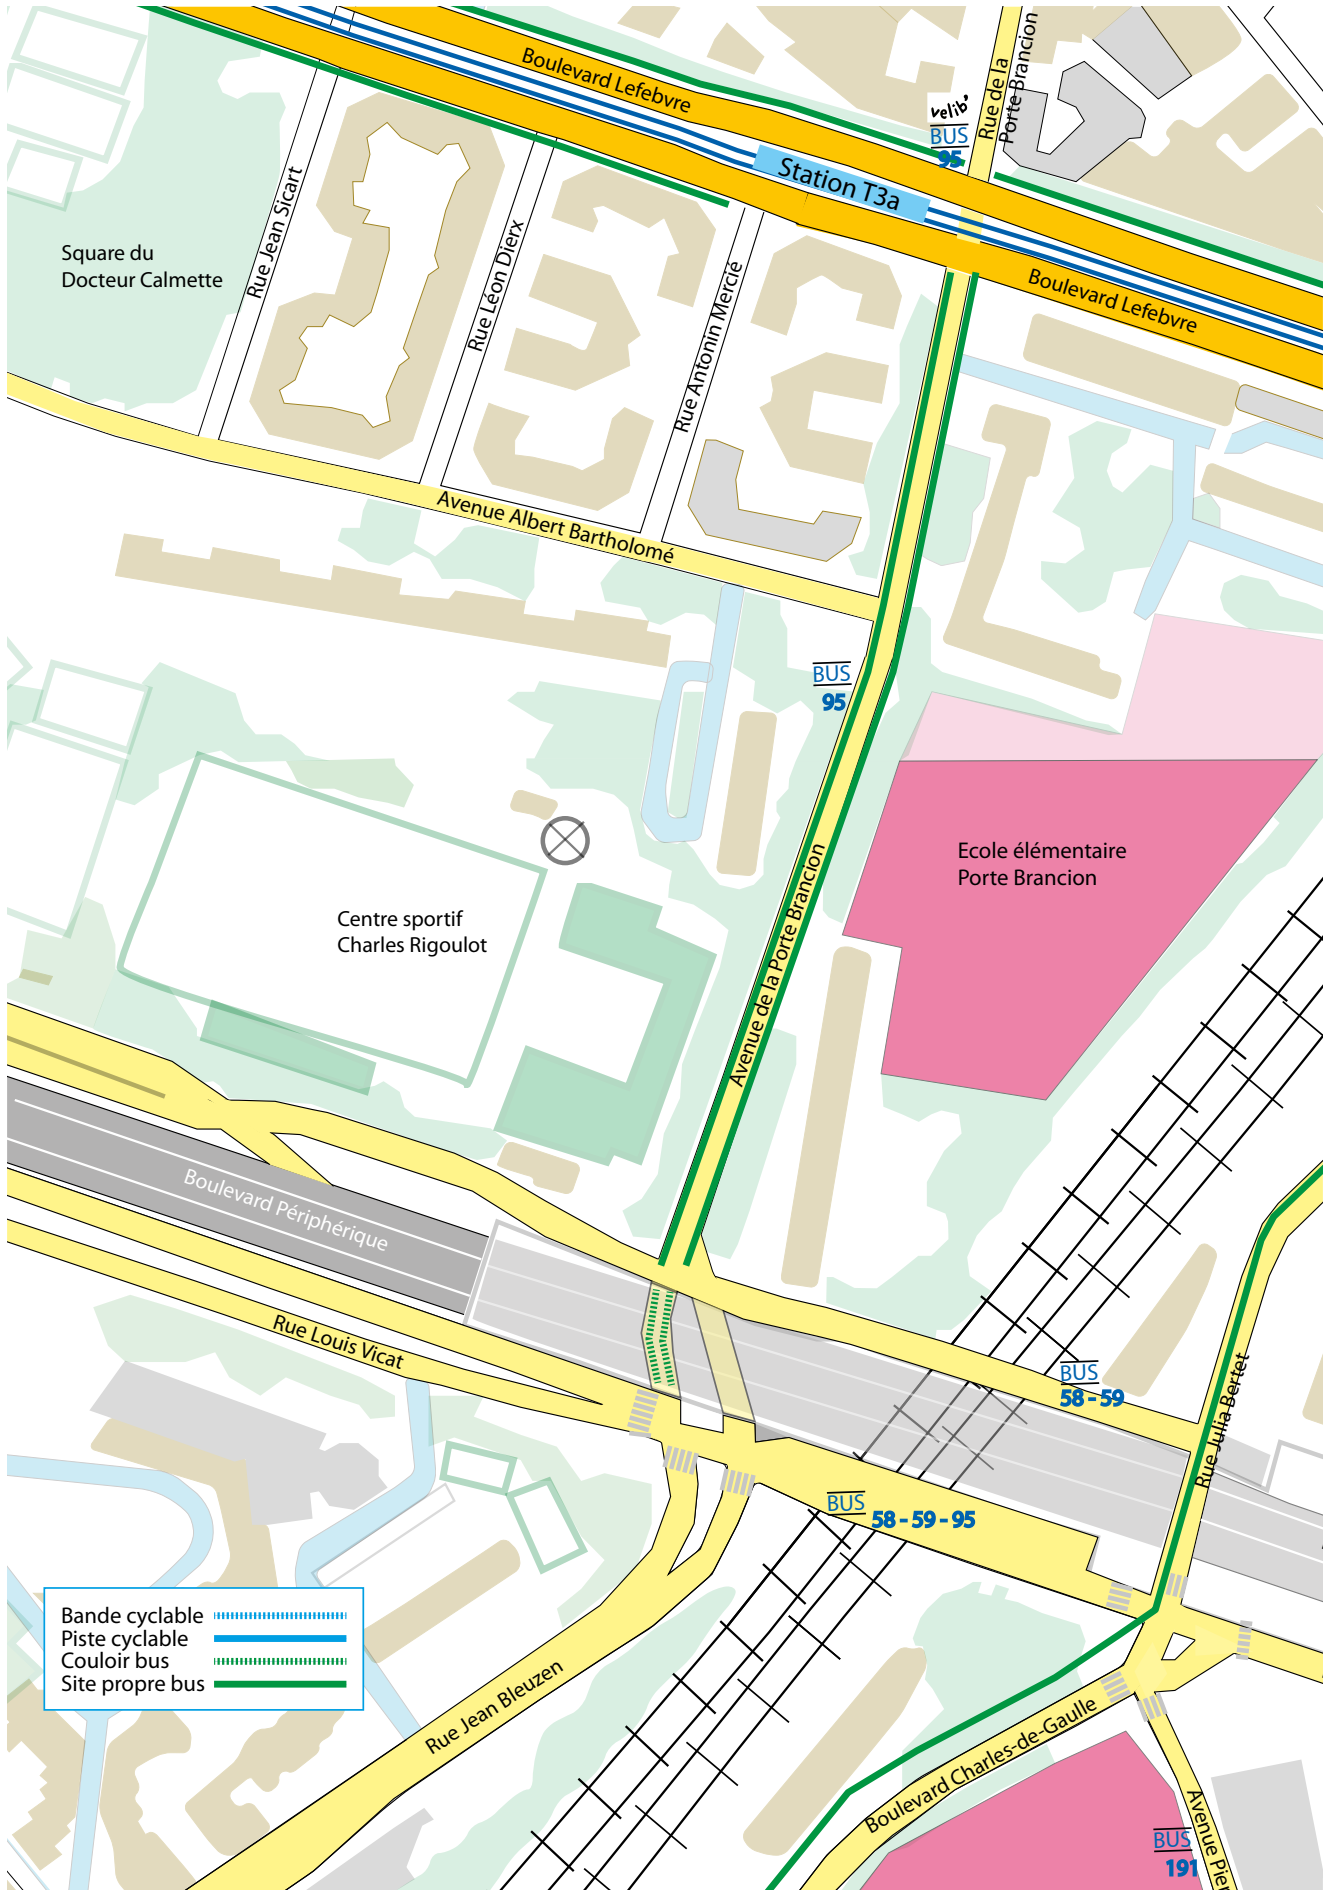 Boulevard Lefebvre
velib'
BUS
95
Rue de la
Porte Brancion
Station T3a
Square du
Docteur Calmette
Rue Jean Sicart
Rue Léon Dierx
Rue Antonin Mercié
Boulevard Lefebvre
Avenue Albert Bartholomé
BUS
95
Ecole élémentaire
Porte Brancion
Centre sportif
Charles Rigoulot
Avenue de la Porte Brancion
Boulevard Périphérique
Rue Louis Vicat
BUS
58 - 59
Rue Julia Bertet
BUS
58 - 59 - 95
Bande cyclable
Piste cyclable
Couloir bus
Site propre bus
Rue Jean Bleuzen
Boulevard Charles-de-Gaulle
Avenue Pier
BUS
191